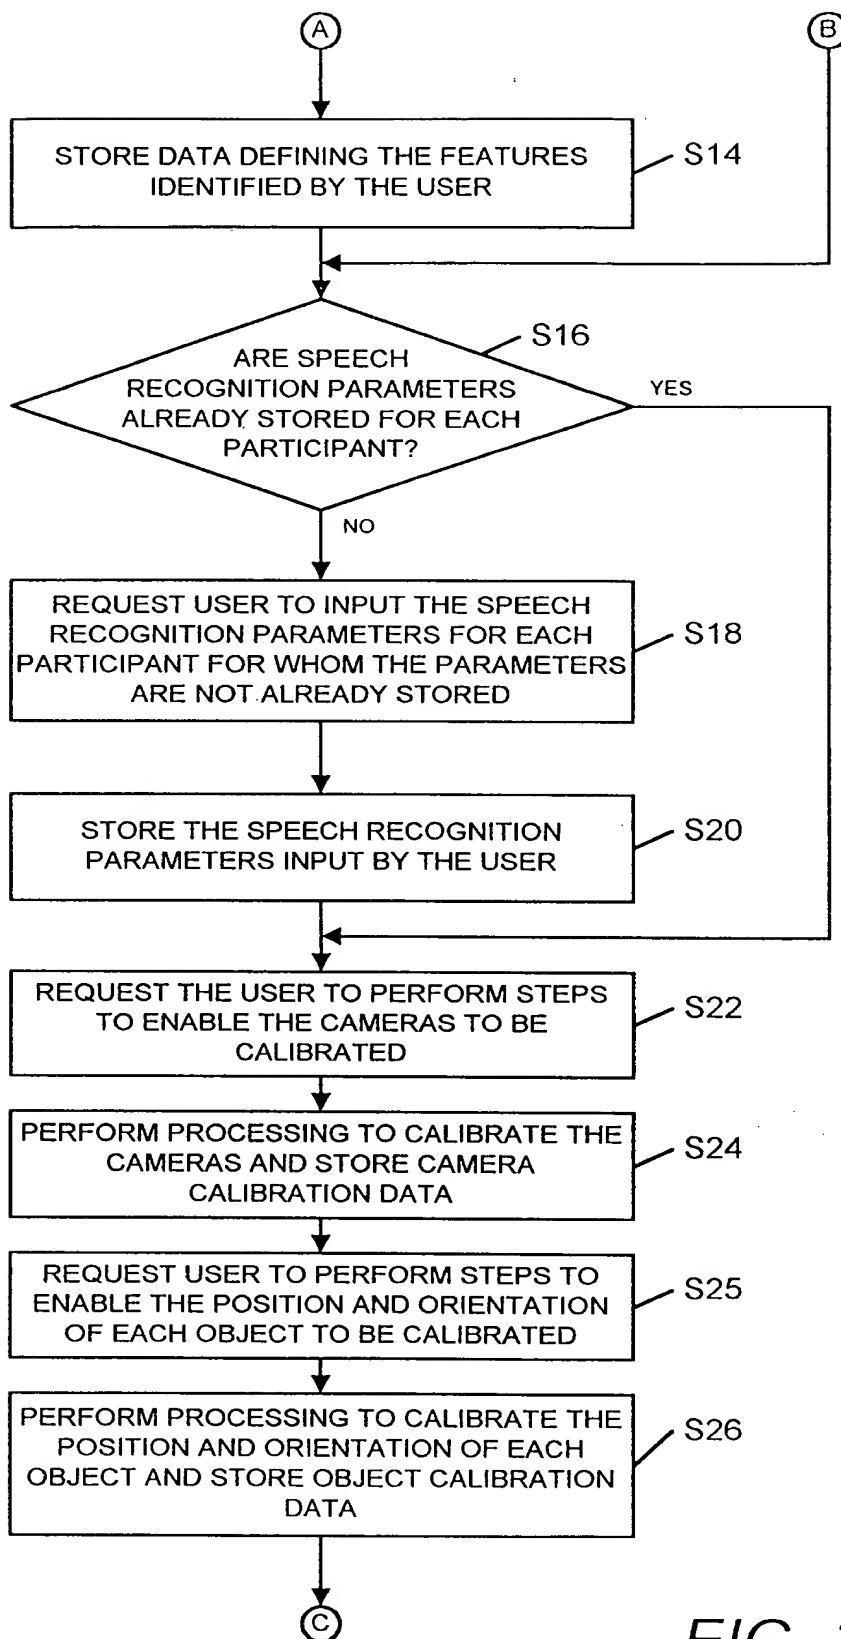 A
B
STORE DATA DEFINING THE FEATURES
IDENTIFIED BY THE USER
S14
S16
ARE SPEECH
RECOGNITION PARAMETERS
ALREADY STORED FOR EACH
PARTICIPANT?
YES
NO
REQUEST USER TO INPUT THE SPEECH
RECOGNITION PARAMETERS FOR EACH
PARTICIPANT FOR WHOM THE PARAMETERS
ARE NOT ALREADY STORED
S18
STORE THE SPEECH RECOGNITION
PARAMETERS INPUT BY THE USER
S20
REQUEST THE USER TO PERFORM STEPS
TO ENABLE THE CAMERAS TO BE
CALIBRATED
S22
PERFORM PROCESSING TO CALIBRATE THE
CAMERAS AND STORE CAMERA
CALIBRATION DATA
S24
REQUEST USER TO PERFORM STEPS TO
ENABLE THE POSITION AND ORIENTATION
OF EACH OBJECT TO BE CALIBRATED
S25
PERFORM PROCESSING TO CALIBRATE THE
POSITION AND ORIENTATION OF EACH
OBJECT AND STORE OBJECT CALIBRATION
DATA
S26
C
FIG.